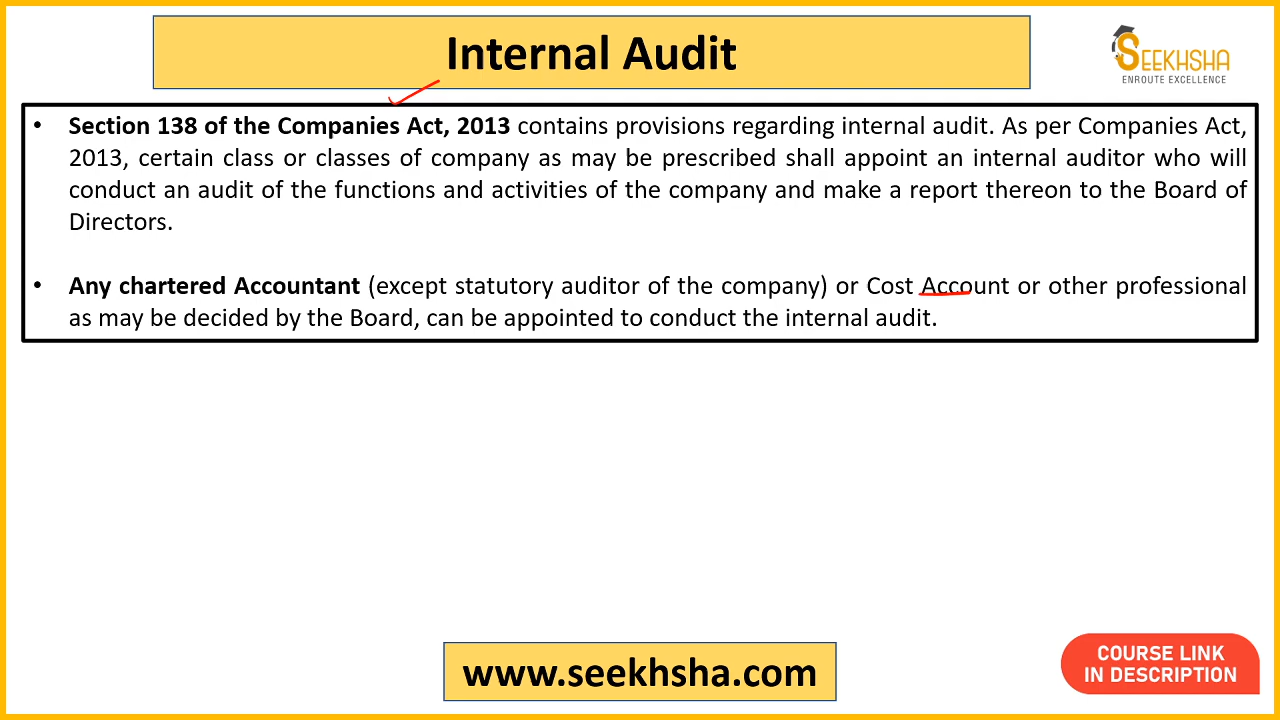 Internal Audit
SEEKHSHA
ENROUTE EXCELLENCE
• Section 138 of the Companies Act, 2013 contains provisions regarding internal audit. As per Companies Act,
2013, certain class or classes of company as may be prescribed shall appoint an internal auditor who will
conduct an audit of the functions and activities of the company and make a report thereon to the Board of
Directors.
• Any chartered Accountant (except statutory auditor of the company) or Cost Account or other professional
as may be decided by the Board, can be appointed to conduct the internal audit.
www.seekhsha.com
COURSE LINK
IN DESCRIPTION